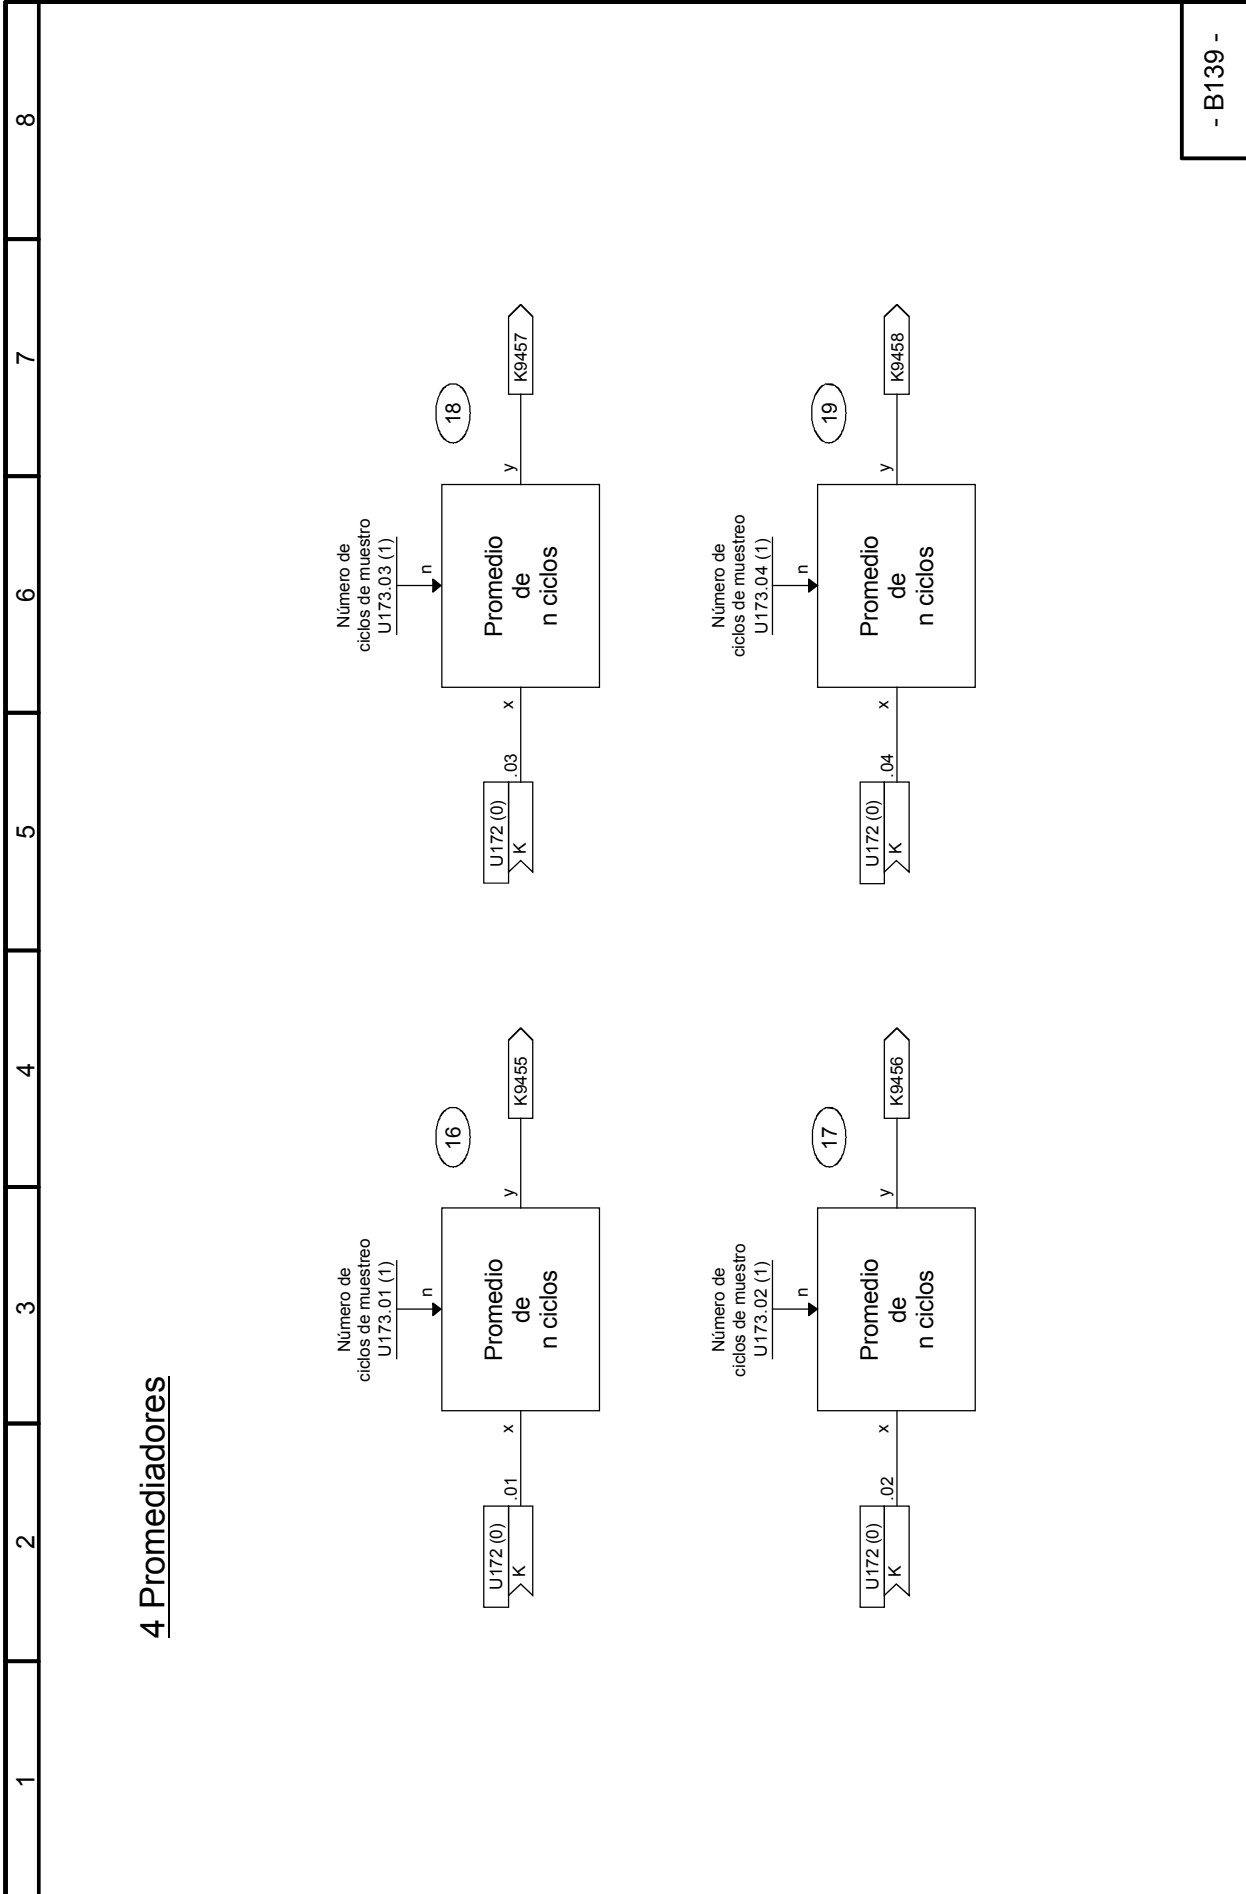 4 Promediadores
Número de
ciclos de muestreo
U173.01 (1)
n
U172 (0)
K
.01
x
Promedio
de
n ciclos
y
16
K9455
Número de
ciclos de muestro
U173.03 (1)
n
U172 (0)
K
.03
x
Promedio
de
n ciclos
y
18
K9457
Número de
ciclos de muestro
U173.02 (1)
n
U172 (0)
K
.02
x
Promedio
de
n ciclos
y
17
K9456
Número de
ciclos de muestreo
U173.04 (1)
n
U172 (0)
K
.04
x
Promedio
de
n ciclos
y
19
K9458
1 2 3 4 5 6 7 8
- B139 -